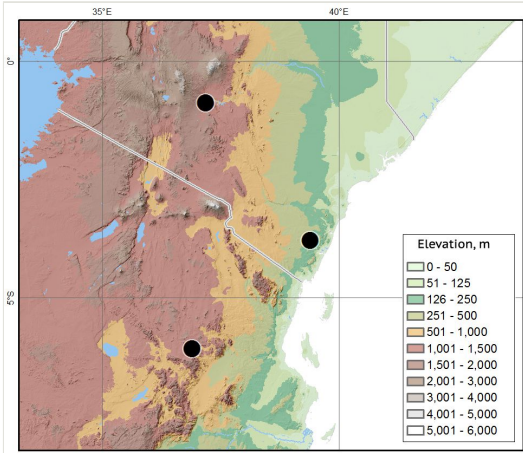 35°E
40°E
0°
5°S
Elevation, m
0 - 50
51 - 125
126 - 250
251 - 500
501 - 1,000
1,001 - 1,500
1,501 - 2,000
2,001 - 3,000
3,001 - 4,000
4,001 - 5,000
5,001 - 6,000